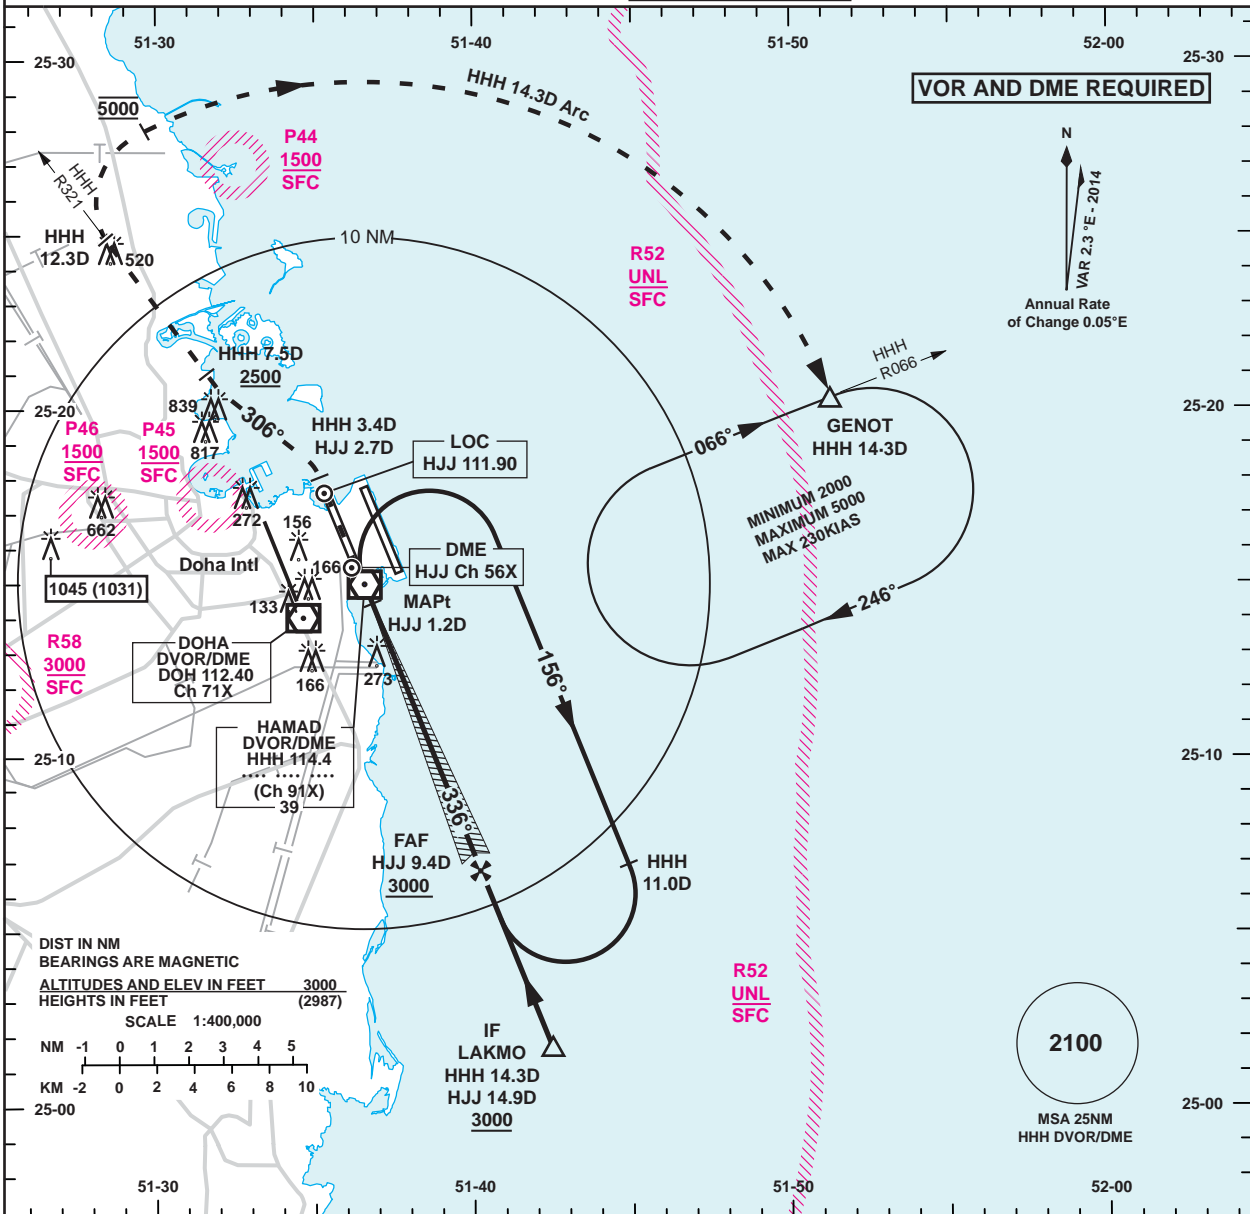 51-30
51-40
51-50
52-00
25-30
25-30
VOR AND DME REQUIRED
HHH 14.3D Arc
5000
P44
1500
SFC
N
VAR 2.3 °E - 2014
Annual Rate
of Change 0.05°E
HHH
R321
HHH
12.3D
520
10 NM
R52
UNL
SFC
HHH 7.5D
2500
HHH
R066
25-20
25-20
839
306°
817
P46
1500
SFC
P45
1500
SFC
HHH 3.4D
HJJ 2.7D
LOC
HJJ 111.90
066°
GENOT
HHH 14·3D
MINIMUM 2000
MAXIMUM 5000
MAX 230KIAS
662
272
156
Doha Intl
166
DME
HJJ Ch 56X
1045 (1031)
133
MAPt
HJJ 1.2D
246°
R58
3000
SFC
DOHA
DVOR/DME
DOH 112.40
Ch 71X
166
273
156°
HAMAD
DVOR/DME
HHH 114.4
.... .... ....
(Ch 91X)
39
25-10
25-10
336°
FAF
HJJ 9.4D
3000
HHH
11.0D
DIST IN NM
BEARINGS ARE MAGNETIC
ALTITUDES AND ELEV IN FEET 3000
HEIGHTS IN FEET (2987)
SCALE 1:400,000
NM -1 0 1 2 3 4 5
KM -2 0 2 4 6 8 10
R52
UNL
SFC
IF
LAKMO
HHH 14.3D
HJJ 14.9D
3000
2100
MSA 25NM
HHH DVOR/DME
25-00
25-00
51-30
51-40
51-50
52-00